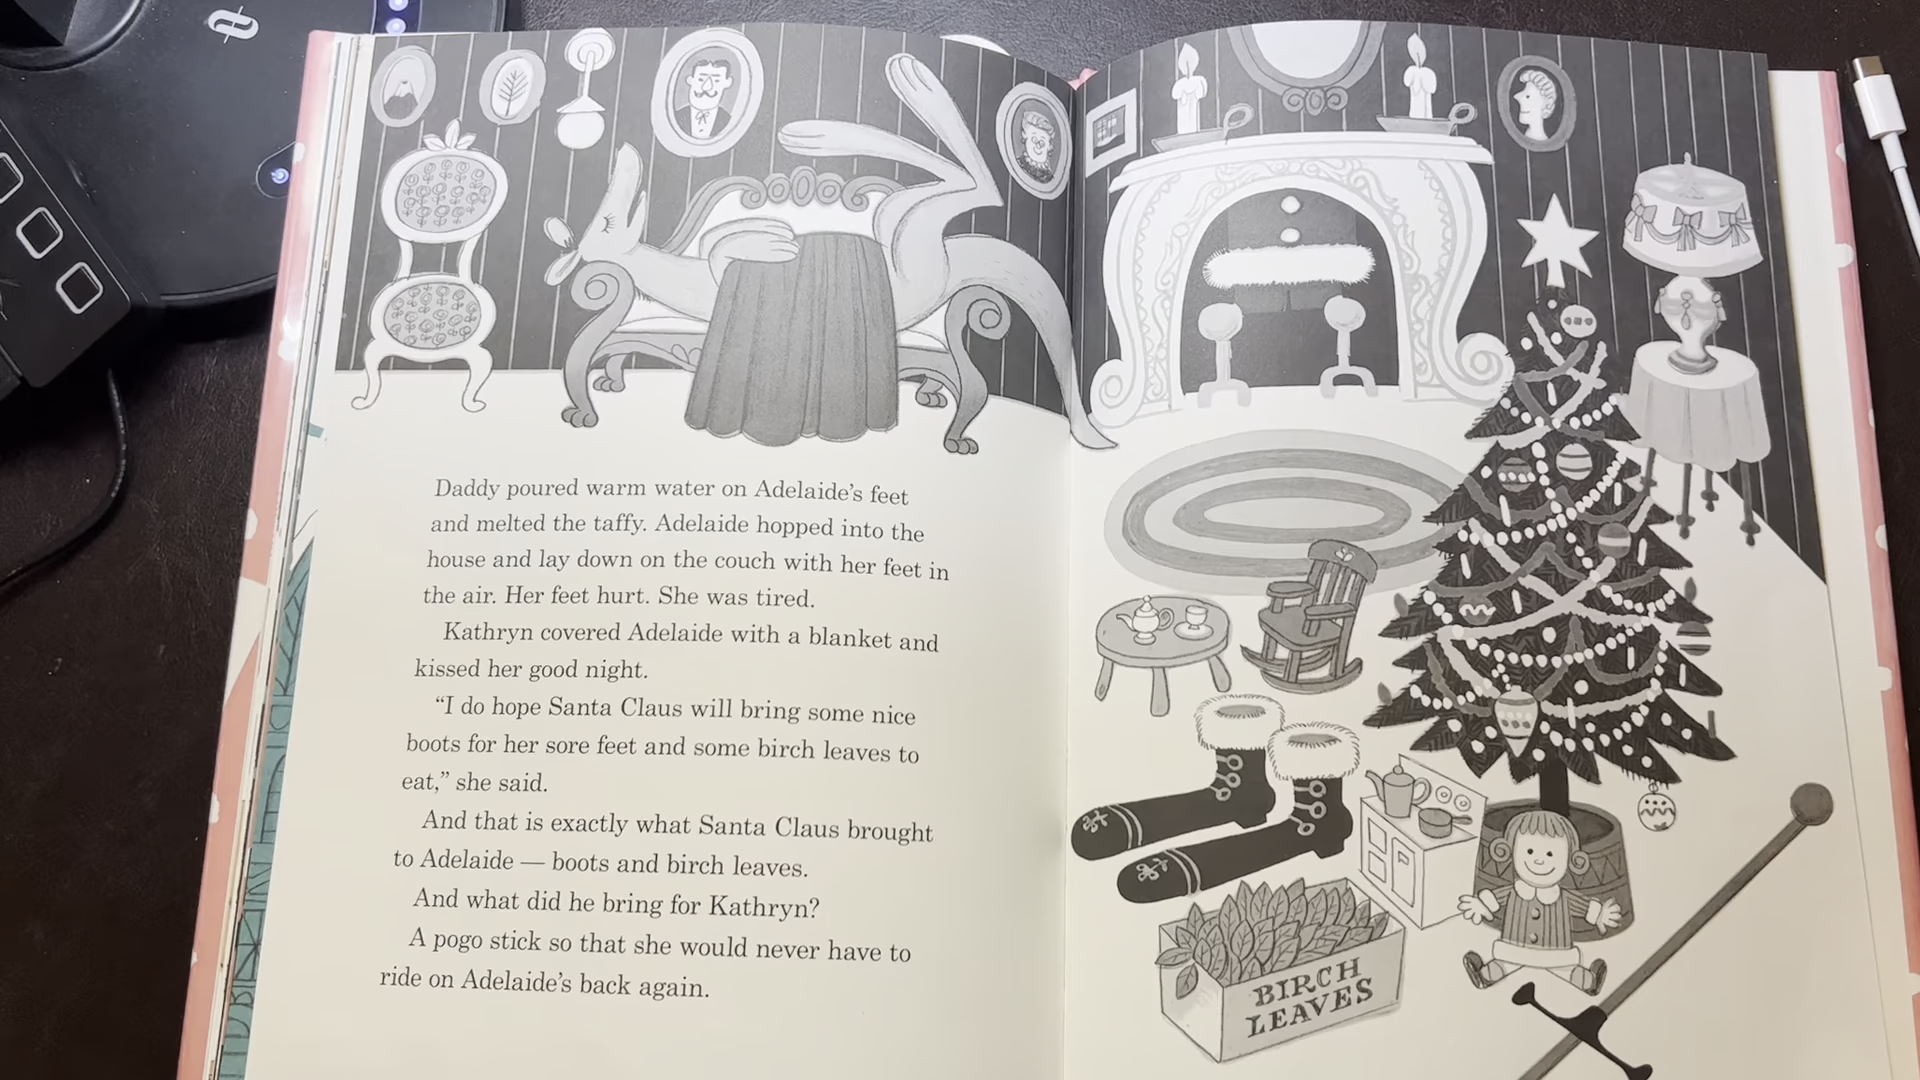 Daddy poured warm water on Adelaide's feet
and melted the taffy. Adelaide hopped into the
house and lay down on the couch with her feet in
the air. Her feet hurt. She was tired.
Kathryn covered Adelaide with a blanket and
kissed her good night.
“I do hope Santa Claus will bring some nice
boots for her sore feet and some birch leaves to
eat,” she said.
And that is exactly what Santa Claus brought
to Adelaide — boots and birch leaves.
And what did he bring for Kathryn?
A pogo stick so that she would never have to
ride on Adelaide's back again.
BIRCH
LEAVES